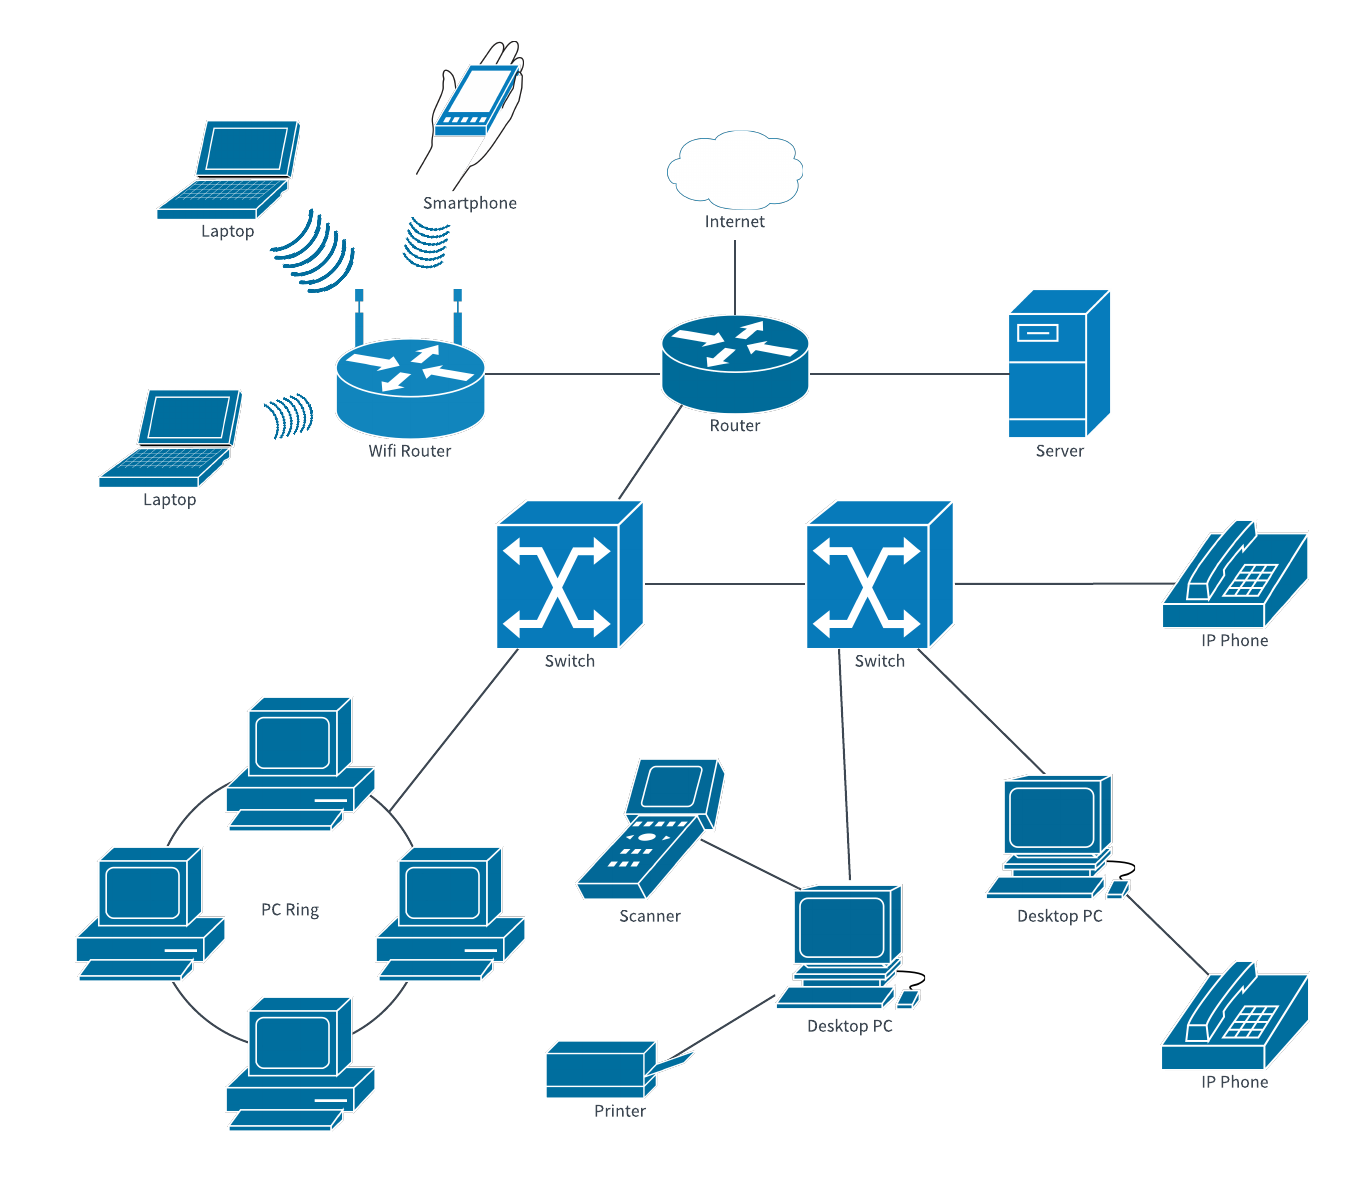 Smartphone
Laptop
Internet
Router
Wifi Router
Server
Laptop
IP Phone
Switch
Switch
PC Ring
Scanner
Desktop PC
Desktop PC
IP Phone
Printer